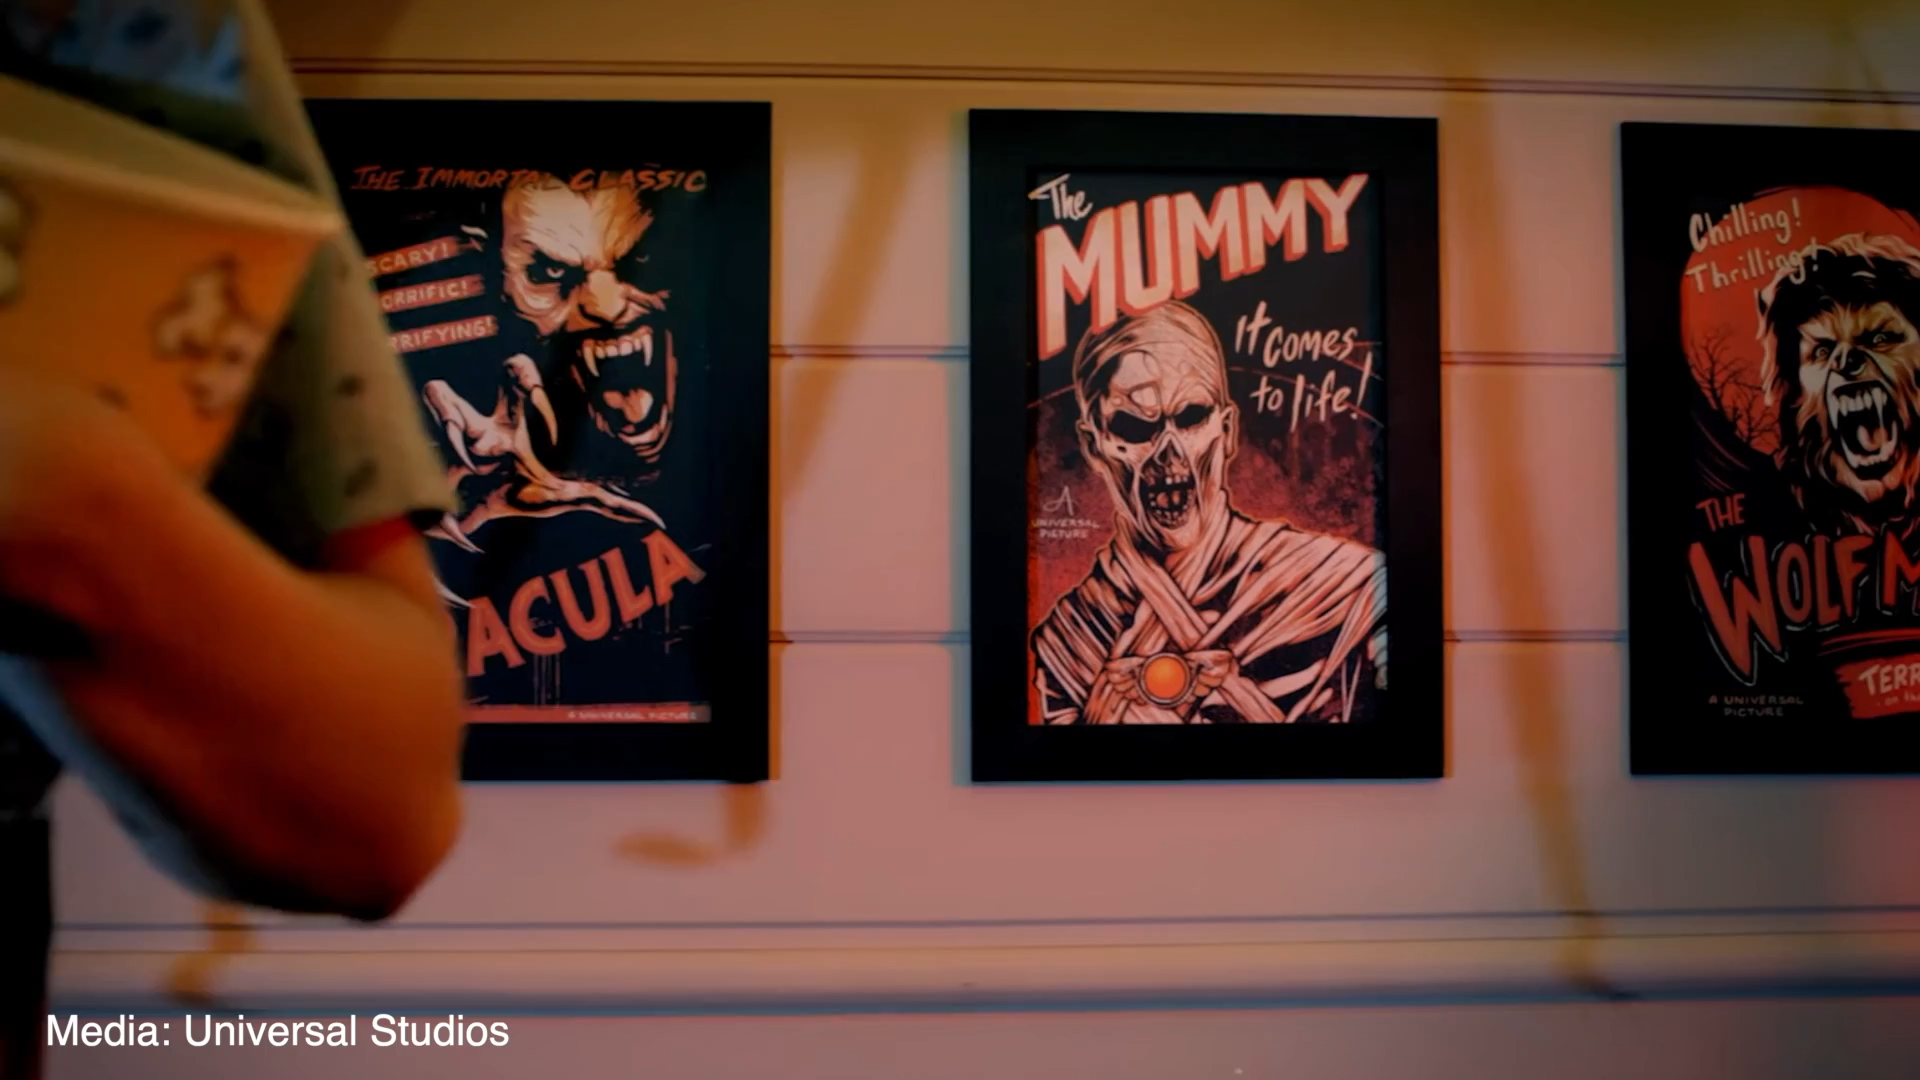 THE IMMORTAL CLASSIC
SCARY!
ORRIFIC!
RRIFYING!
ACULA
A UNIVERSAL PICTURE
The
MUMMY
It Comes
to life!
A
UNIVERSAL
PICTURE
Chilling!
Thrilling!
THE
WOLF M
TERR
A UNIVERSAL
PICTURE
Media: Universal Studios